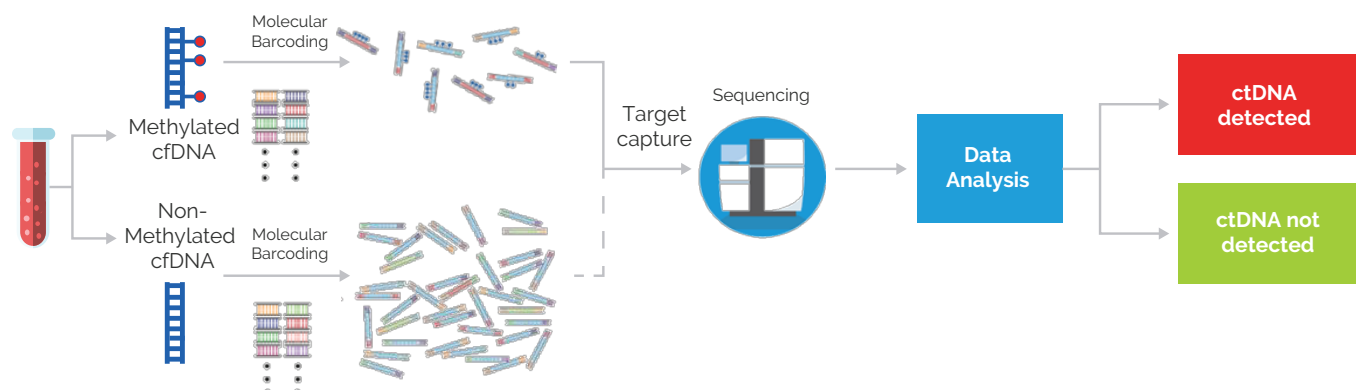 Molecular
Barcoding
Methylated
cfDNA
Non-
Methylated
cfDNA
Molecular
Barcoding
Target
capture
Sequencing
Data
Analysis
ctDNA
detected
ctDNA not
detected